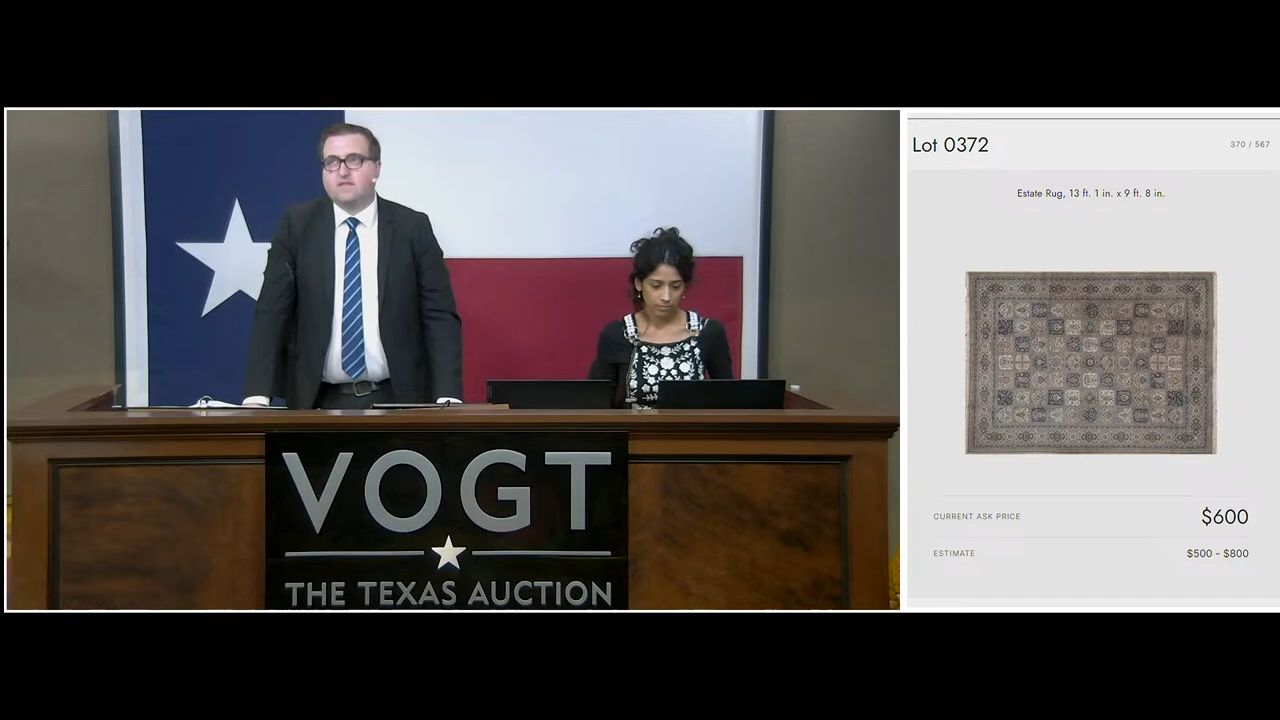 Lot 0372
370 / 567
Estate Rug, 13 ft. 1 in. x 9 ft. 8 in.
CURRENT ASK PRICE
$600
ESTIMATE
$500 - $800
VOGT
THE TEXAS AUCTION